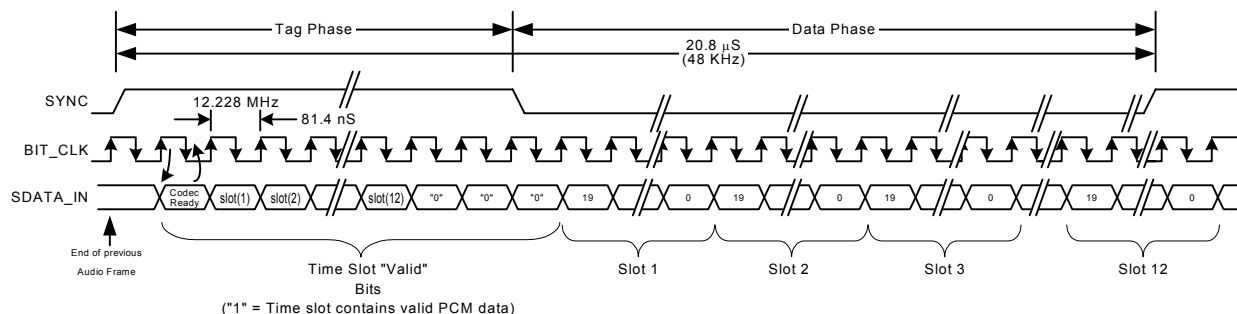 Tag Phase
Data Phase
20.8 μS
(48 KHz)
SYNC
12.228 MHz
81.4 nS
BIT_CLK
SDATA_IN
Codec
Ready
slot(1)
slot(2)
slot(12)
"0"
"0"
"0"
19
0
19
0
19
0
19
0
End of previous
Audio Frame
Time Slot "Valid"
Bits
("1" = Time slot contains valid PCM data)
Slot 1
Slot 2
Slot 3
Slot 12